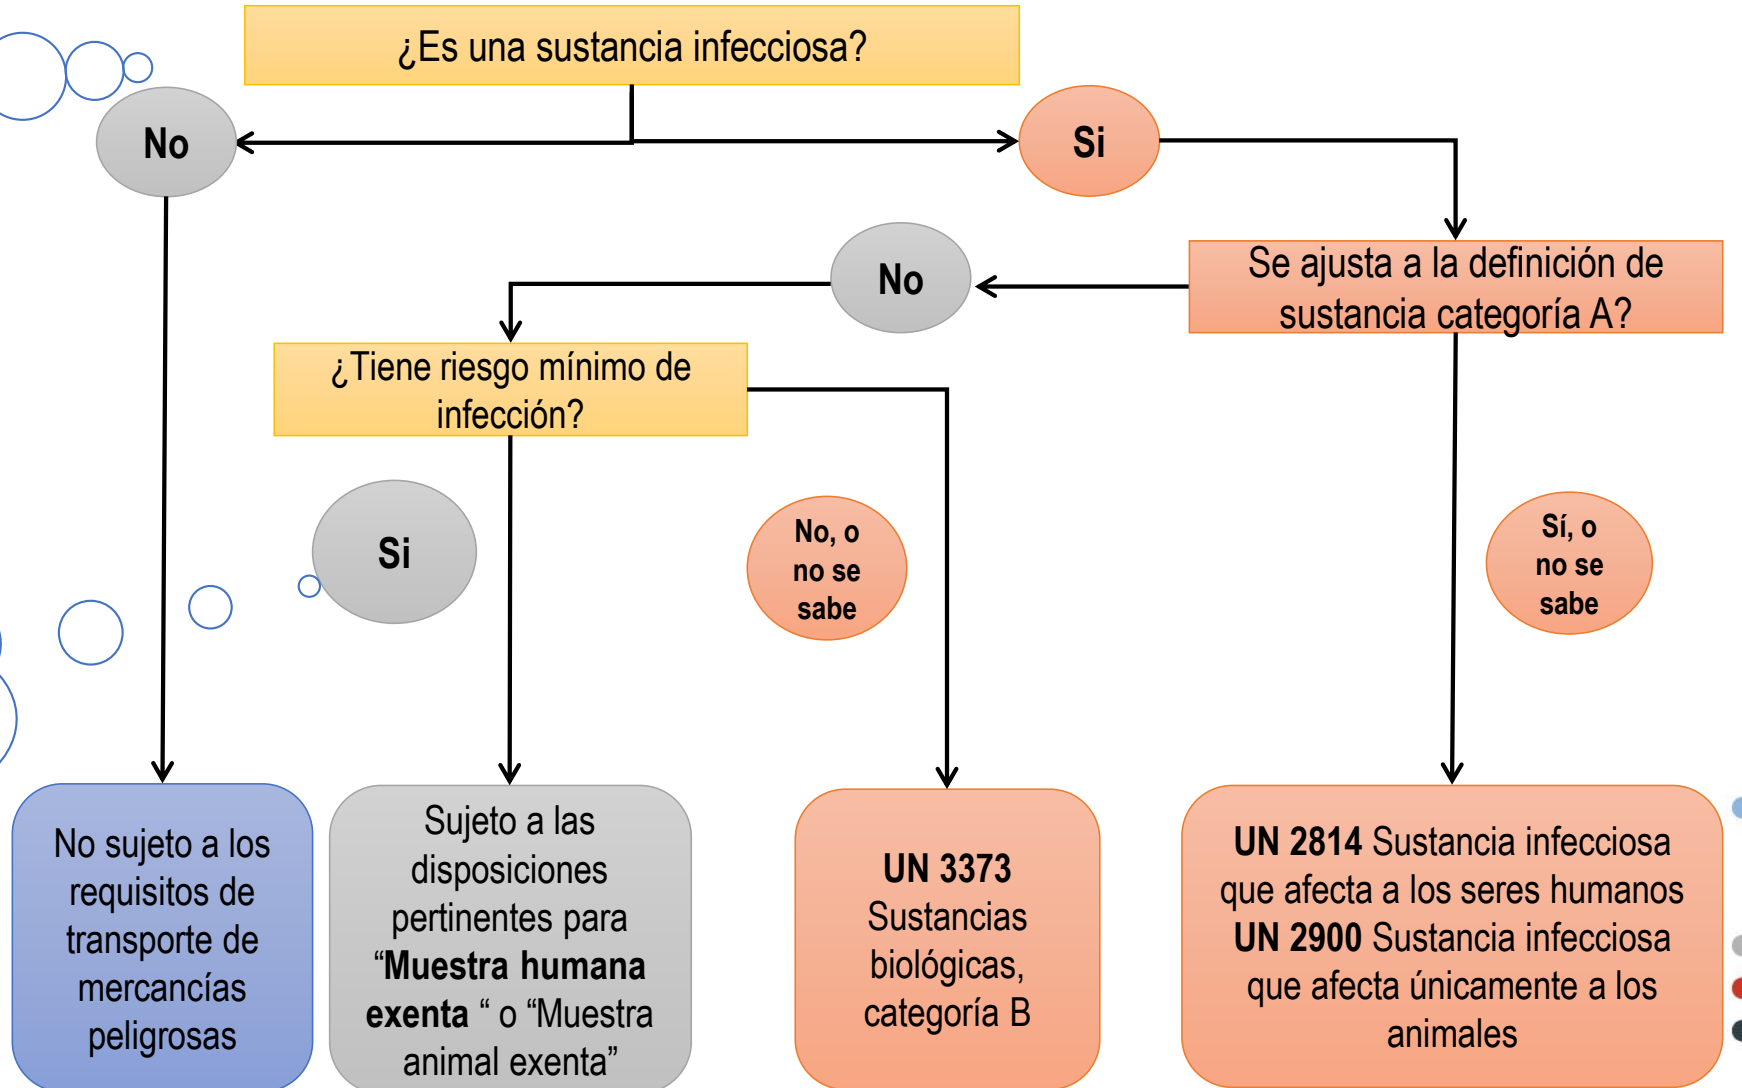 ¿Es una sustancia infecciosa?
No
Si
Se ajusta a la definición de
sustancia categoría A?
No
¿Tiene riesgo mínimo de
infección?
Si
No, o
no se
sabe
Sí, o
no se
sabe
No sujeto a los
requisitos de
transporte de
mercancías
peligrosas
Sujeto a las
disposiciones
pertinentes para
“Muestra humana
exenta “ o “Muestra
animal exenta”
UN 3373
Sustancias
biológicas,
categoría B
UN 2814 Sustancia infecciosa
que afecta a los seres humanos
UN 2900 Sustancia infecciosa
que afecta únicamente a los
animales